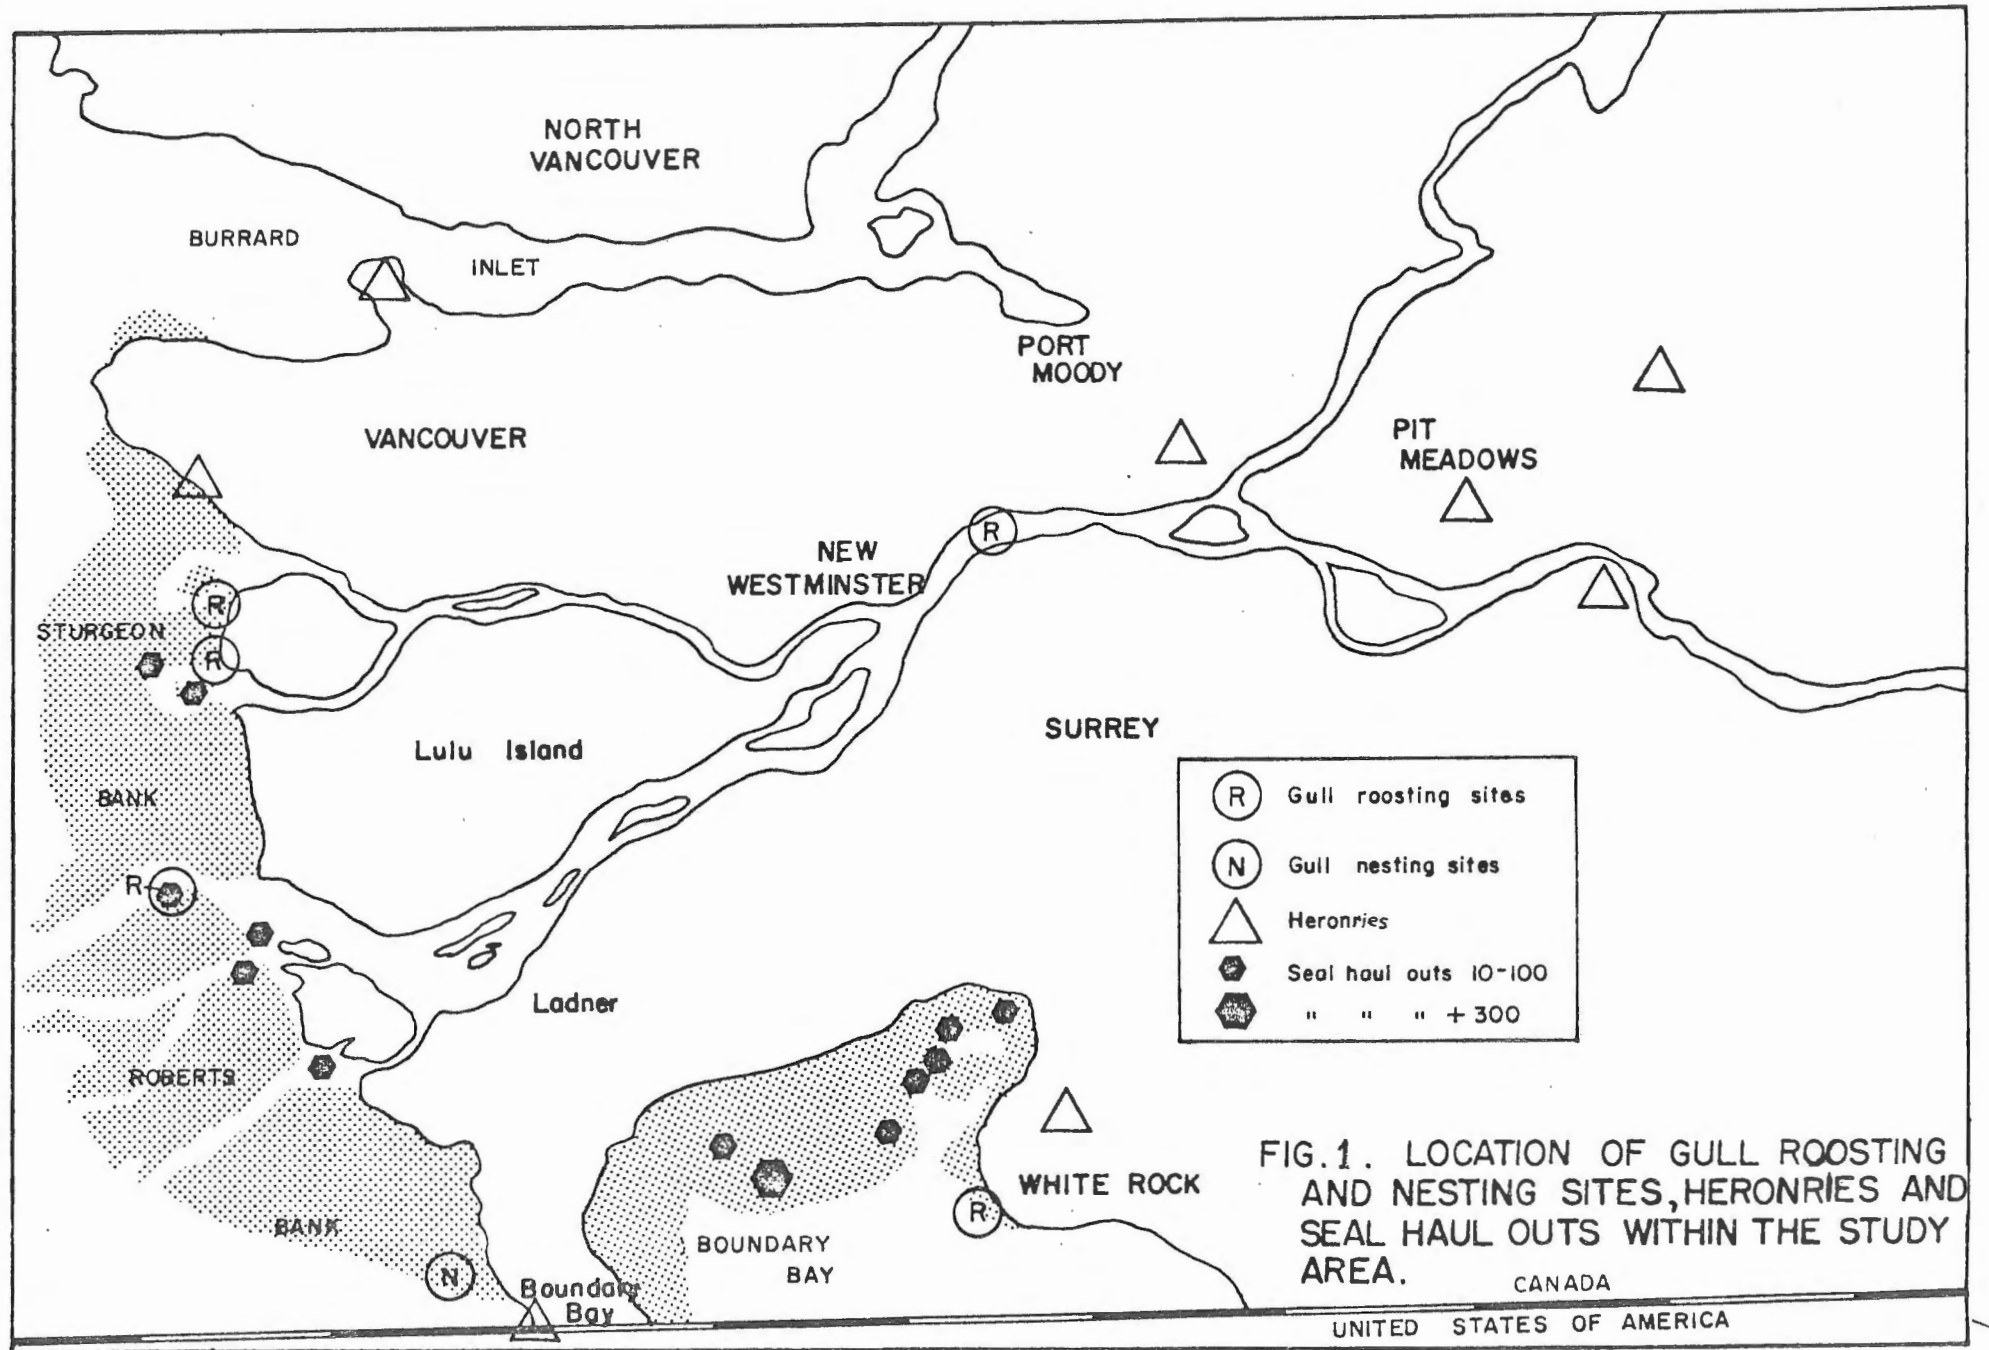 NORTH
VANCOUVER
BURRARD
INLET
PORT
MOODY
VANCOUVER
PIT
MEADOWS
R
NEW
WESTMINSTER
R
STURGEON
R
SURREY
Lulu Island
BANK
R
Ladner
ROBERTS
BANK
N
Boundary
Bay
BOUNDARY
BAY
WHITE ROCK
R
R Gull roosting sites
N Gull nesting sites
Heronries
Seal haul outs 10-100
" " " + 300
FIG.1. LOCATION OF GULL ROOSTING
AND NESTING SITES, HERONRIES AND
SEAL HAUL OUTS WITHIN THE STUDY
AREA.
CANADA
UNITED STATES OF AMERICA